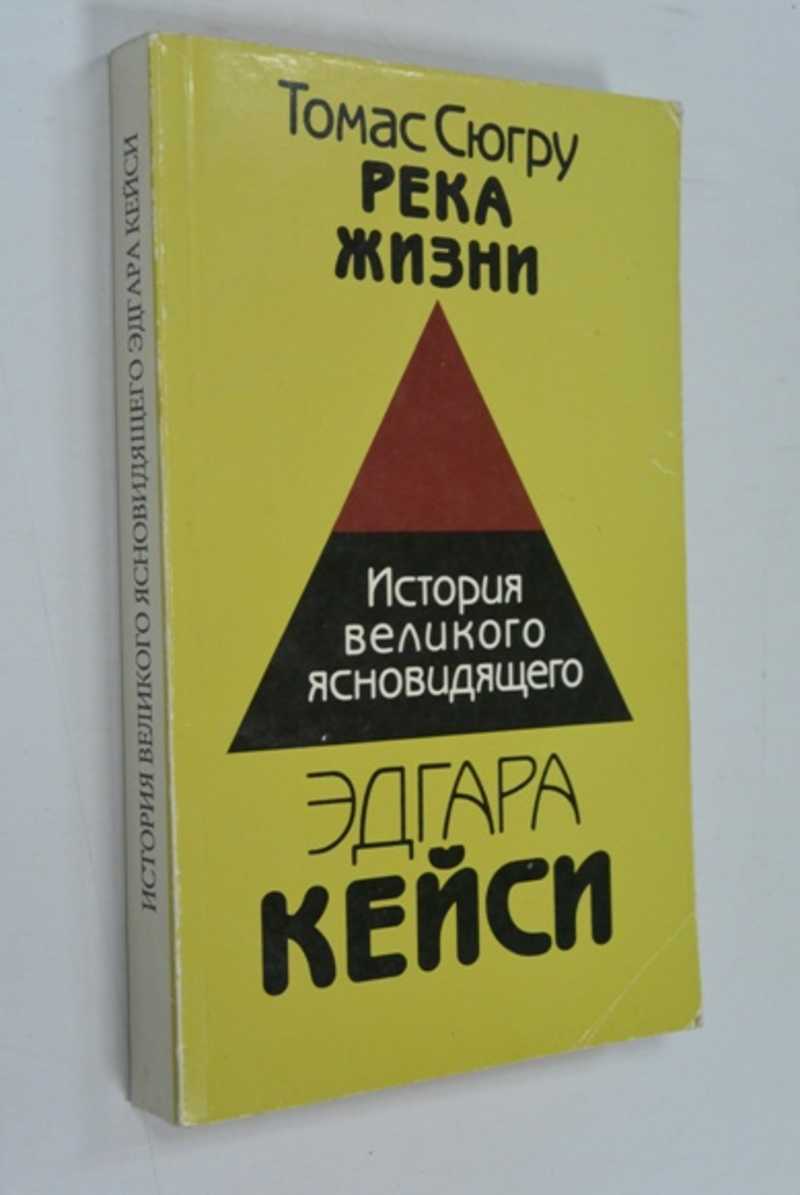 Томас Сюгру
РЕКА
ЖИЗНИ
История
великого
ясновидящего
ЭДГАРА
КЕЙСИ
ИСТОРИЯ ВЕЛИКОГО ЯСНОВИДЯЩЕГО ЭДГАРА КЕЙСИ